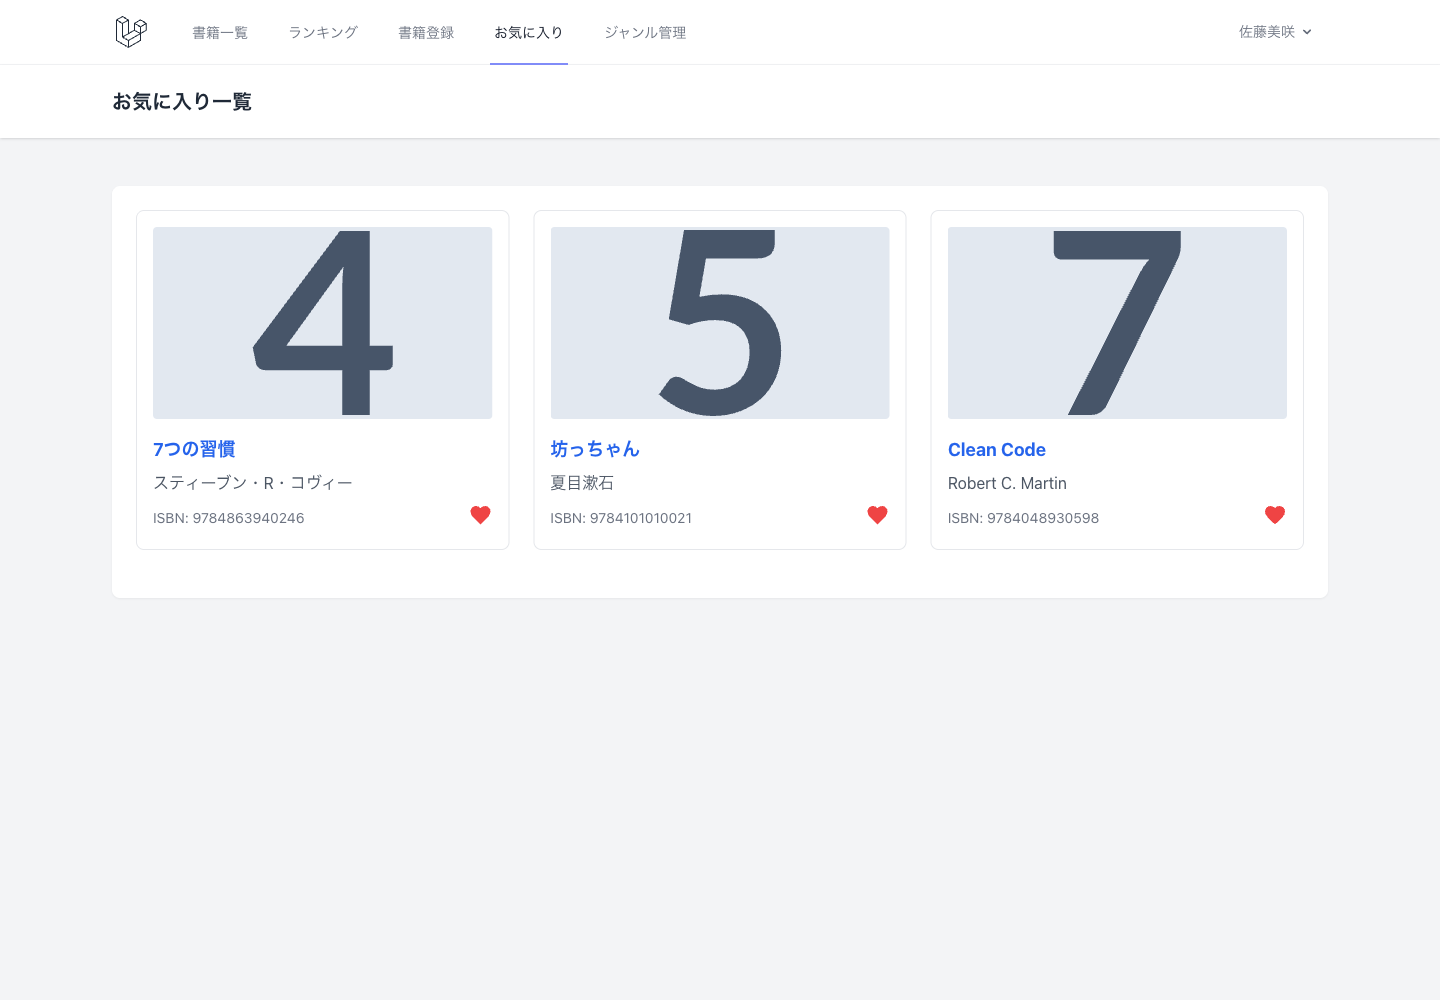 書籍一覧 ランキング 書籍登録 お気に入り ジャンル管理 佐藤美咲
お気に入り一覧
4 5 7
7つの習慣 坊っちゃん Clean Code
スティーブン・R・コヴィー 夏目漱石 Robert C. Martin
ISBN: 9784863940246 ISBN: 9784101010021 ISBN: 9784048930598